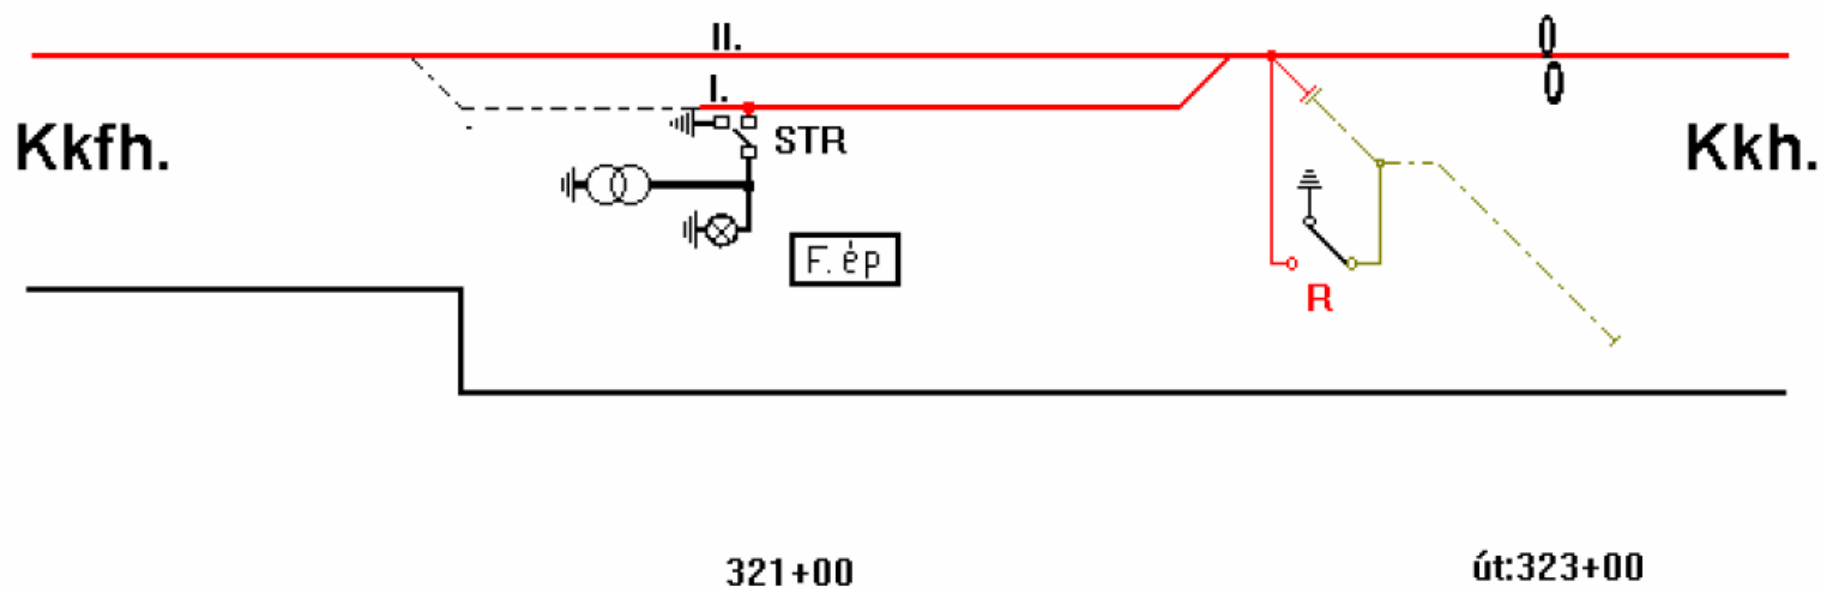 II.
I.
Kkfh.
STR
Kkh.
F. ép
R
321+00
út:323+00